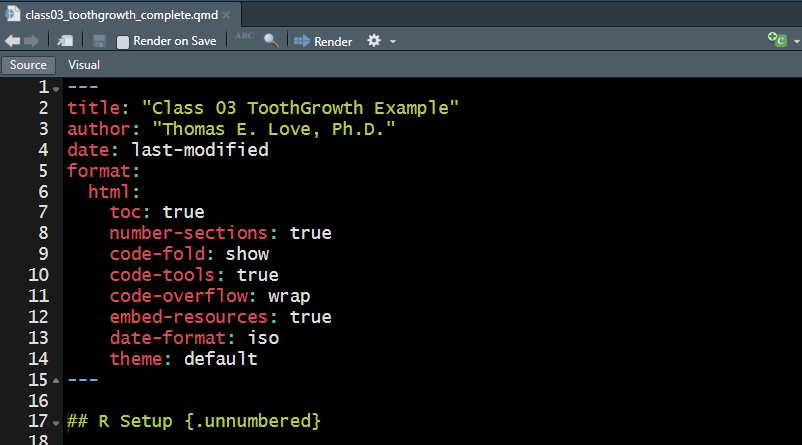 class03_toothgrowth_complete.qmd
Render on Save ABC Render C
Source Visual
1 ---
2 title: "Class 03 ToothGrowth Example"
3 author: "Thomas E. Love, Ph.D."
4 date: last-modified
5 format:
6   html:
7     toc: true
8     number-sections: true
9     code-fold: show
10     code-tools: true
11     code-overflow: wrap
12     embed-resources: true
13     date-format: iso
14     theme: default
15 ---
16
17 ## R Setup {.unnumbered}
18